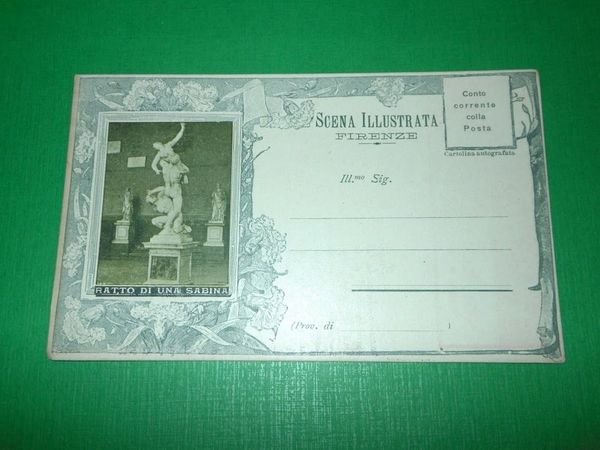 SCENA ILLUSTRATA
FIRENZE
Conto
corrente
colla
Posta
Cartolina autografata
Ill.mo Sig.
(Prov. di )
RATTO DI UNA SABINA